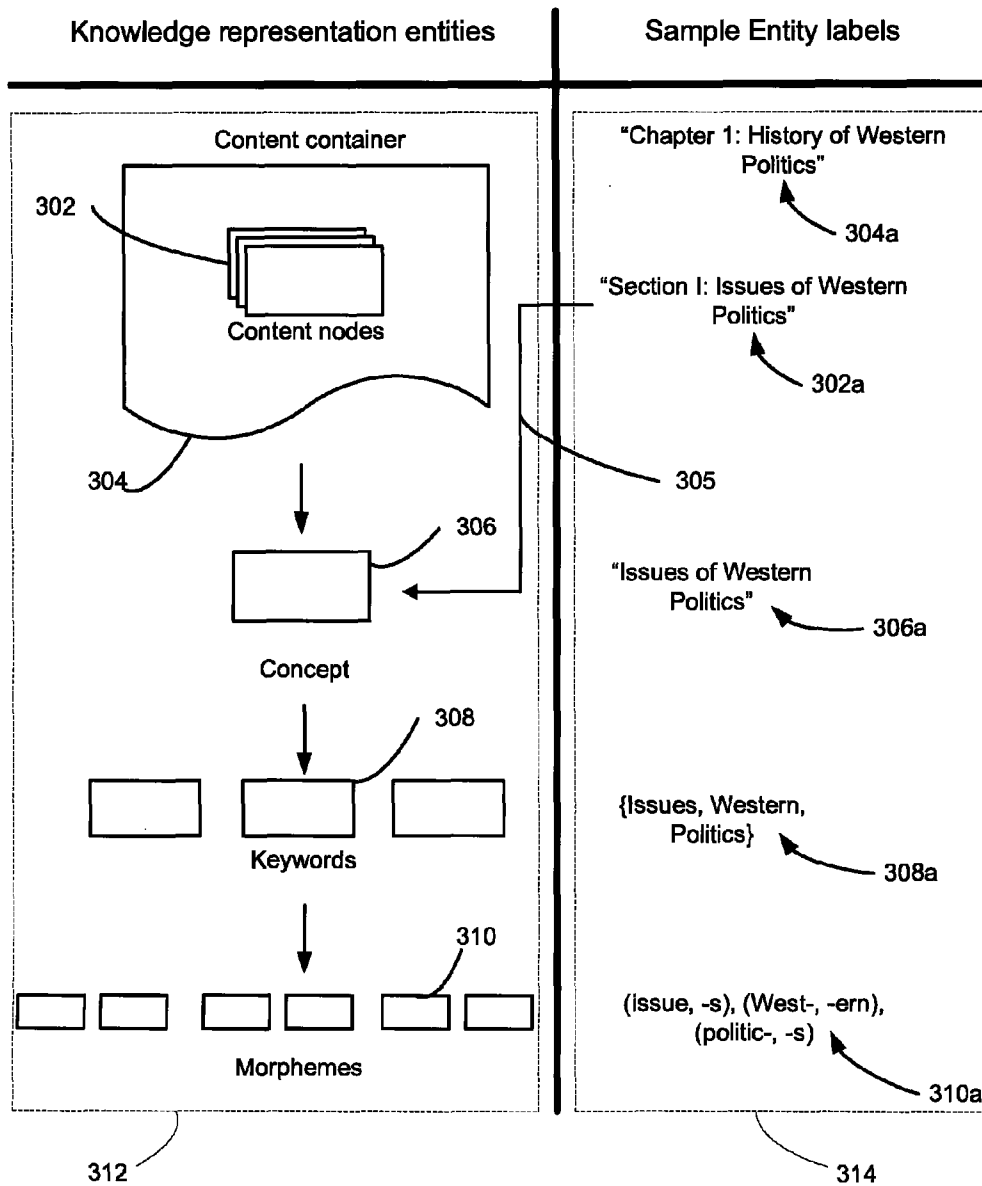 Knowledge representation entities
Sample Entity labels
Content container
"Chapter 1: History of Western
Politics"
302
304a
Content nodes
"Section I: Issues of Western
Politics"
302a
304
305
306
"Issues of Western
Politics"
306a
Concept
308
{Issues, Western,
Politics}
308a
Keywords
310
(issue, -s), (West-, -ern),
(politic-, -s)
Morphemes
310a
312
314